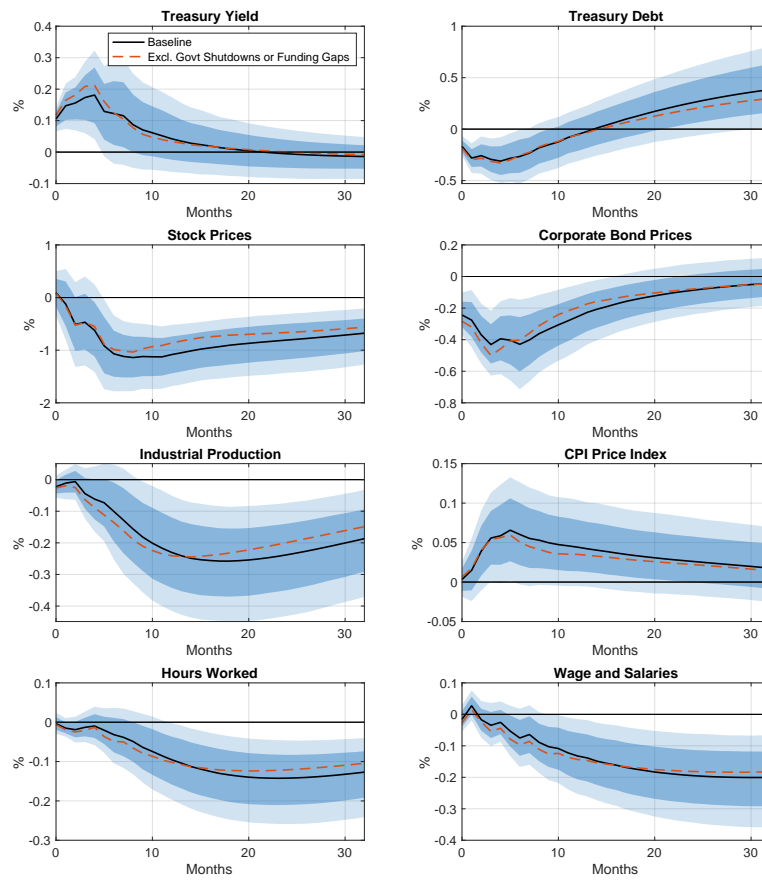 Treasury Yield
0.4
0.3
0.2
0.1
0
-0.1
%
Baseline
Excl. Govt Shutdowns or Funding Gaps
0 10 20 30
Months
Treasury Debt
1
0.5
0
-0.5
%
0 10 20 30
Months
Stock Prices
1
0
-1
-2
%
0 10 20 30
Months
Corporate Bond Prices
0.2
0
-0.2
-0.4
-0.6
-0.8
%
0 10 20 30
Months
Industrial Production
0
-0.1
-0.2
-0.3
-0.4
%
0 10 20 30
Months
CPI Price Index
0.15
0.1
0.05
0
-0.05
%
0 10 20 30
Months
Hours Worked
0.1
0
-0.1
-0.2
-0.3
%
0 10 20 30
Months
Wage and Salaries
0.1
0
-0.1
-0.2
-0.3
-0.4
%
0 10 20 30
Months